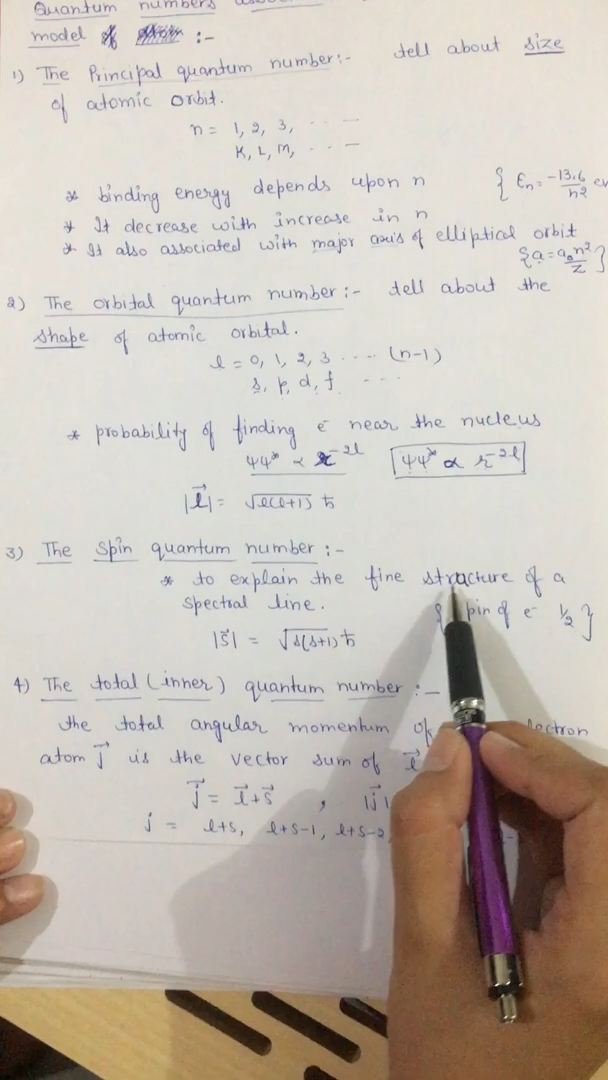 Quantum numbers
model :-
1) The Principal quantum number:- tell about size
of atomic orbit.
n = 1, 2, 3, ....
K, L, M, ....
* binding energy depends upon n { En = -13.6/n²
* It decrease with increase in n
* It also associated with major axis of elliptical orbit
{a = a₀n²/Z}
2) The orbital quantum number:- tell about the
shape of atomic orbital.
l = 0, 1, 2, 3 .... (n-1)
s, p, d, f ...
* probability of finding e⁻ near the nucleus
ψψ* ∝ r⁻²ˡ ψψ* ∝ r⁻²ˡ
|l⃗| = √l(l+1) ħ
3) The spin quantum number :-
* to explain the fine structure of a
spectral line. { pin of e⁻ 1/2 }
|s⃗| = √s(s+1) ħ
4) The total (inner) quantum number :-
the total angular momentum of
atom j⃗ is the vector sum of l⃗
j⃗ = l⃗+s⃗ , |j|
j = l+s, l+s-1, l+s-2,